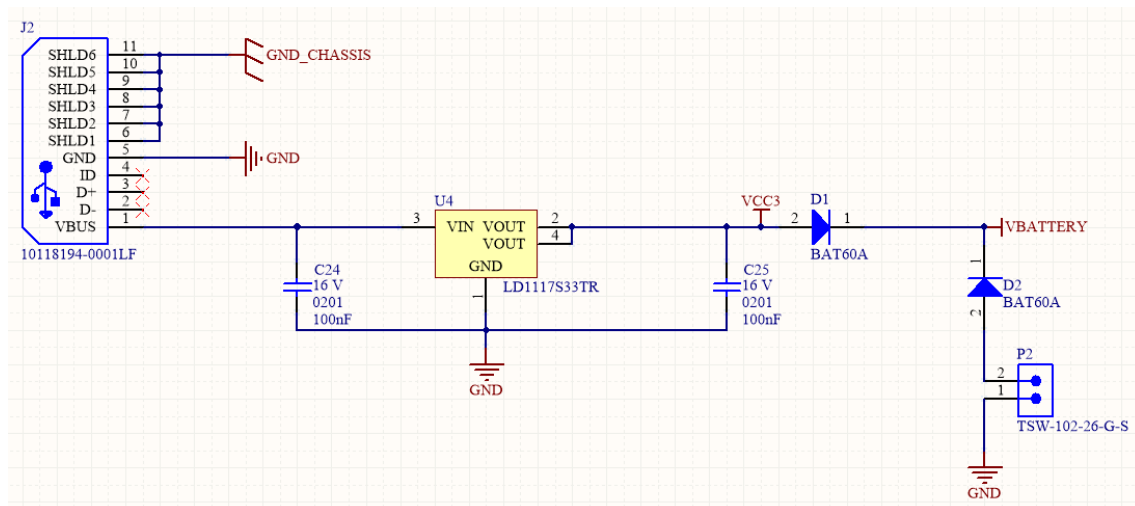 J2
SHLD6 11
SHLD5 10
SHLD4 9
SHLD3 8
SHLD2 7
SHLD1 6
GND 5
ID 4
D+ 3
D- 2
VBUS 1
10118194-0001LF
GND_CHASSIS
GND
U4
3 VIN VOUT 2
VOUT 4
GND
1
LD1117S33TR
C24
16 V
0201
100nF
GND
C25
16 V
0201
100nF
VCC3
D1
2 1
BAT60A
VBATTERY
1
D2
BAT60A
2
P2
2
1
TSW-102-26-G-S
GND